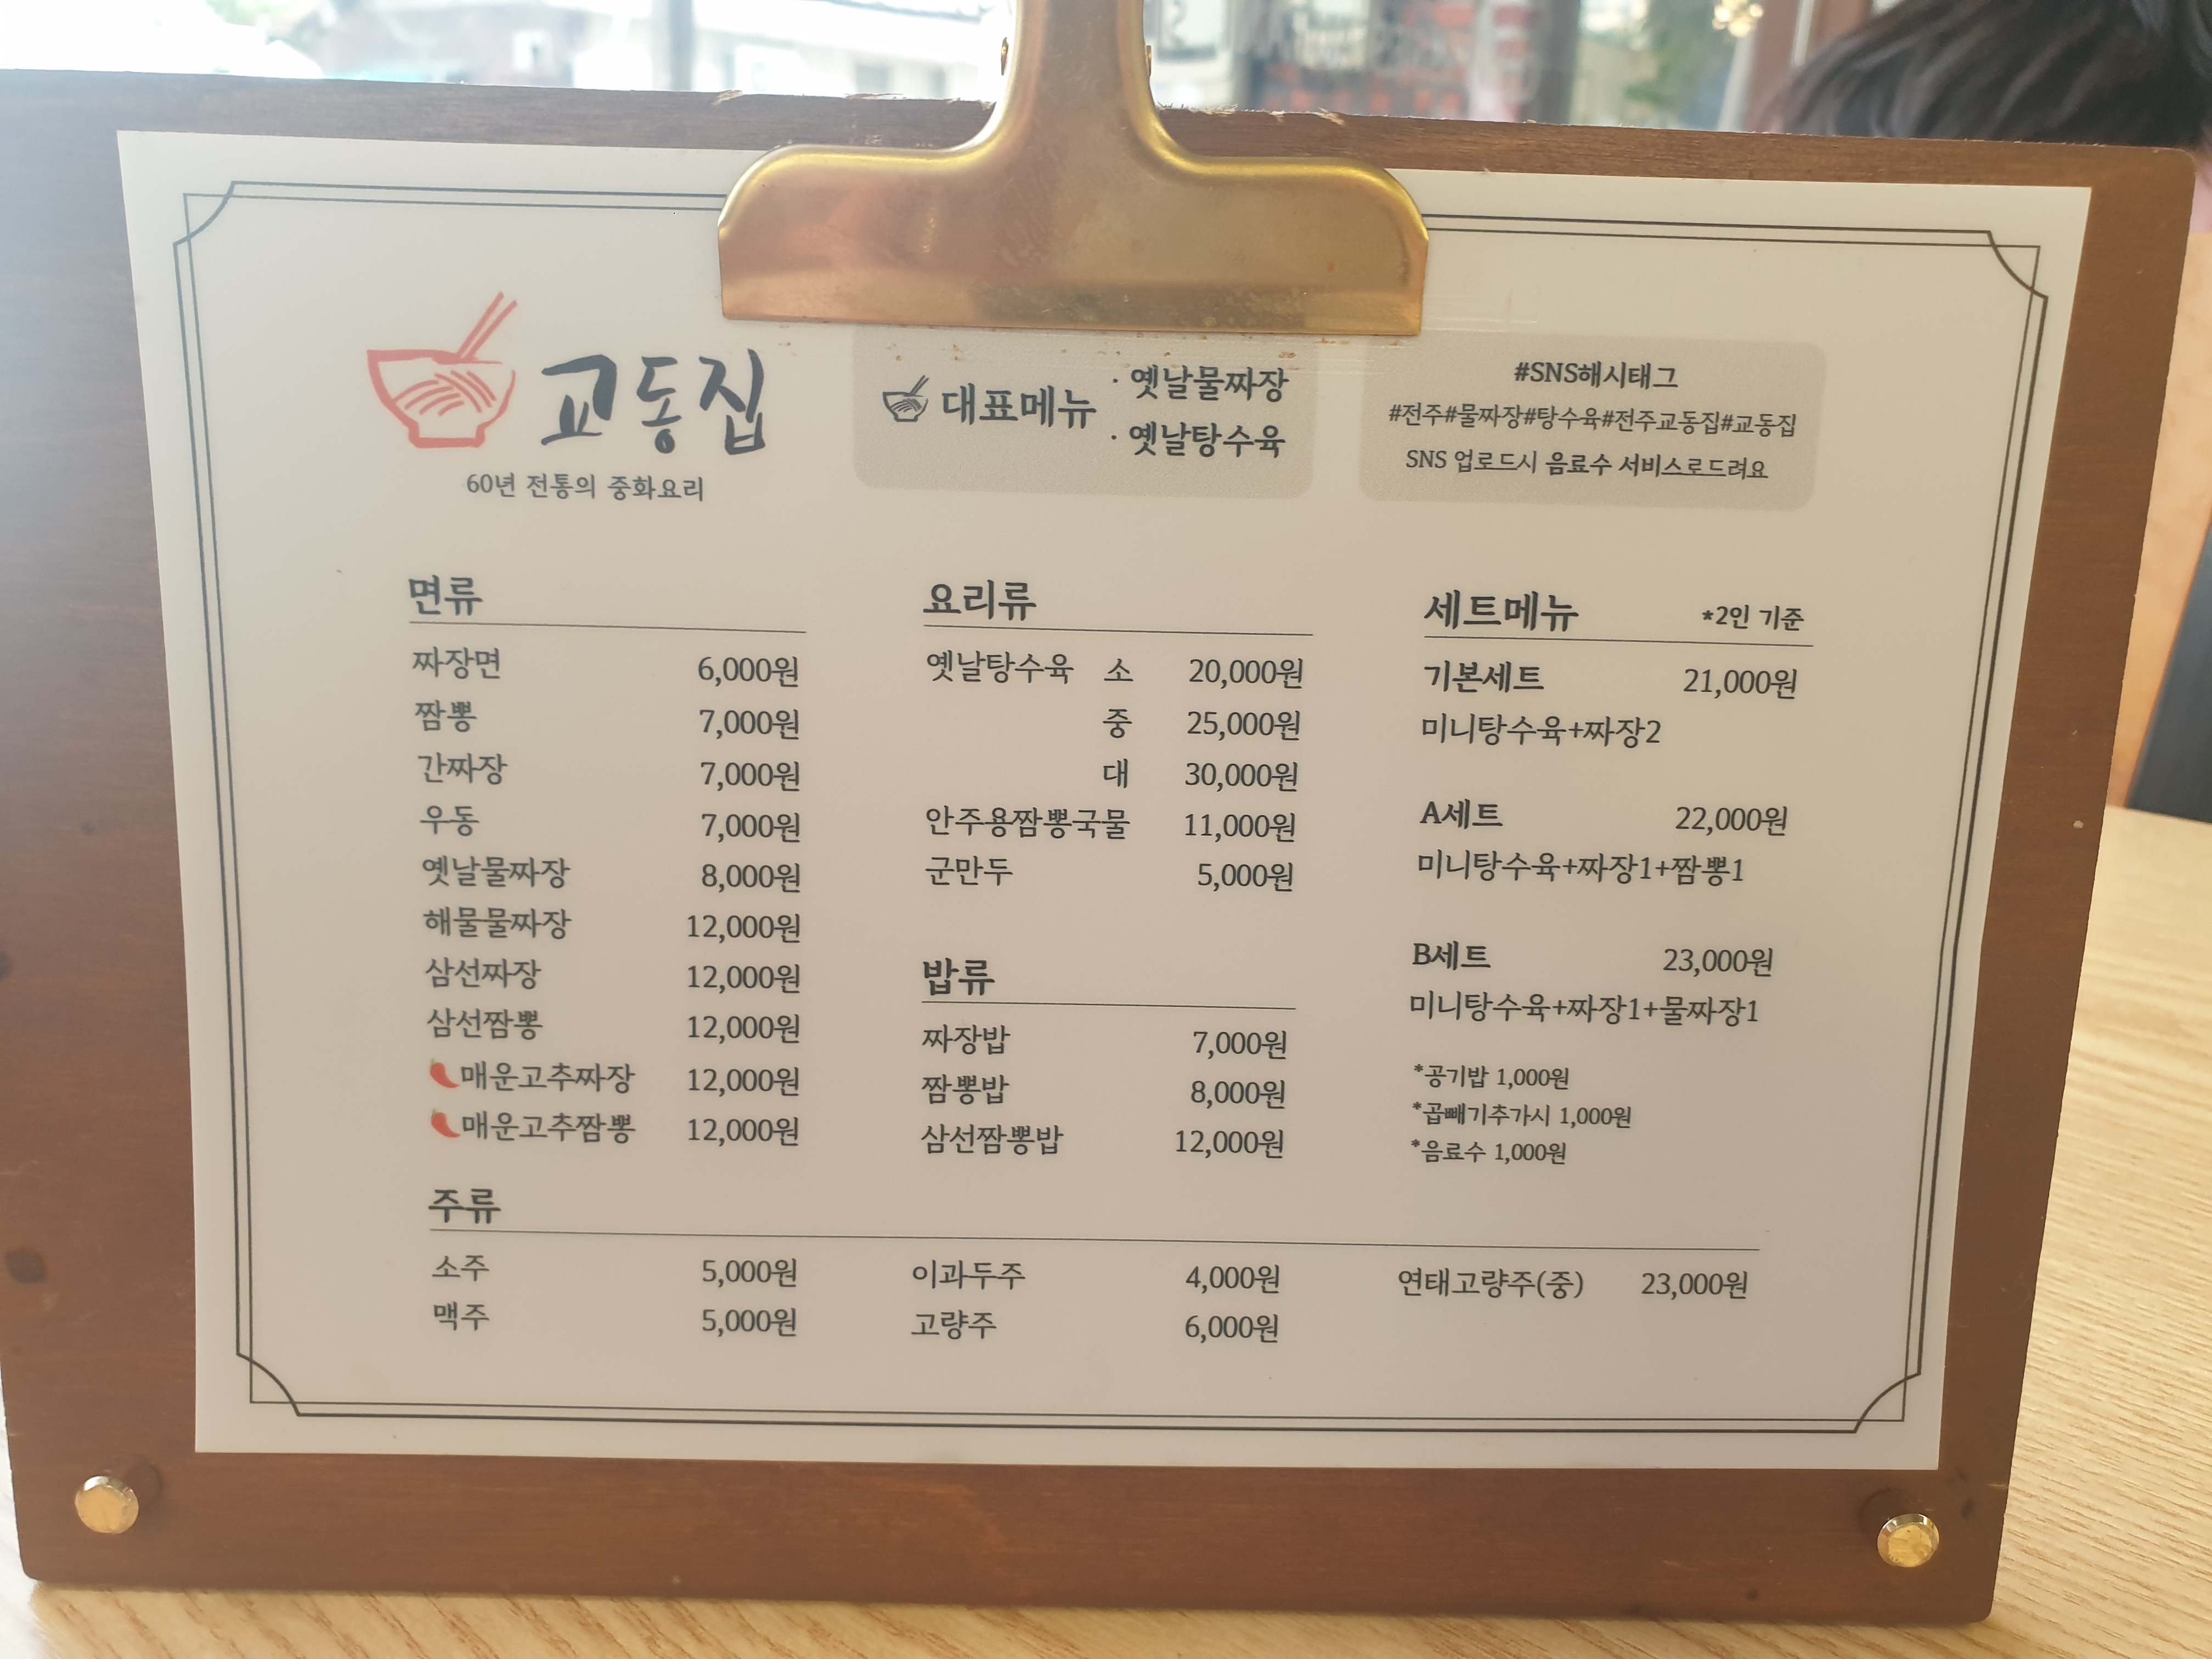 교동집
60년 전통의 중화요리
대표메뉴
· 옛날물짜장
· 옛날탕수육
#SNS해시태그
#전주#물짜장#탕수육#전주교동집#교동집
SNS 업로드시 음료수 서비스로드려요
면류
짜장면 6,000원
짬뽕 7,000원
간짜장 7,000원
우동 7,000원
옛날물짜장 8,000원
해물물짜장 12,000원
삼선짜장 12,000원
삼선짬뽕 12,000원
매운고추짜장 12,000원
매운고추짬뽕 12,000원
요리류
옛날탕수육 소 20,000원
중 25,000원
대 30,000원
안주용짬뽕국물 11,000원
군만두 5,000원
밥류
짜장밥 7,000원
짬뽕밥 8,000원
삼선짬뽕밥 12,000원
세트메뉴 *2인 기준
기본세트 21,000원
미니탕수육+짜장2
A세트 22,000원
미니탕수육+짜장1+짬뽕1
B세트 23,000원
미니탕수육+짜장1+물짜장1
*공기밥 1,000원
*곱빼기추가시 1,000원
*음료수 1,000원
주류
소주 5,000원
맥주 5,000원
이과두주 4,000원
고량주 6,000원
연태고량주(중) 23,000원